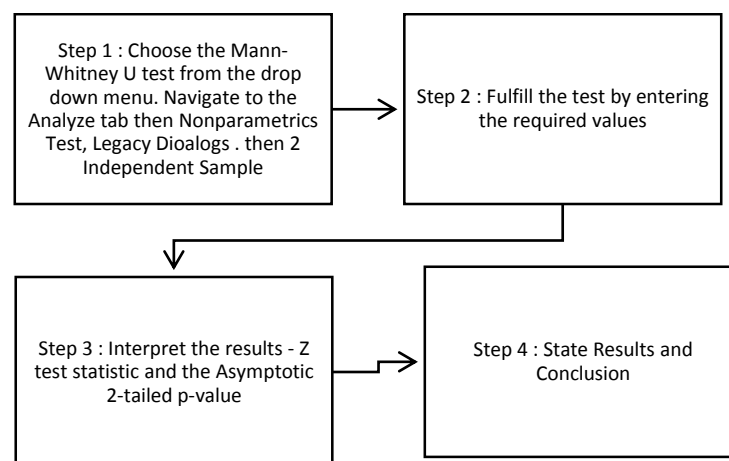 Step 1 : Choose the Mann-
Whitney U test from the drop
down menu. Navigate to the
Analyze tab then Nonparametrics
Test, Legacy Dioalogs . then 2
Independent Sample
Step 2 : Fulfill the test by entering
the required values
Step 3 : Interpret the results - Z
test statistic and the Asymptotic
2-tailed p-value
Step 4 : State Results and
Conclusion